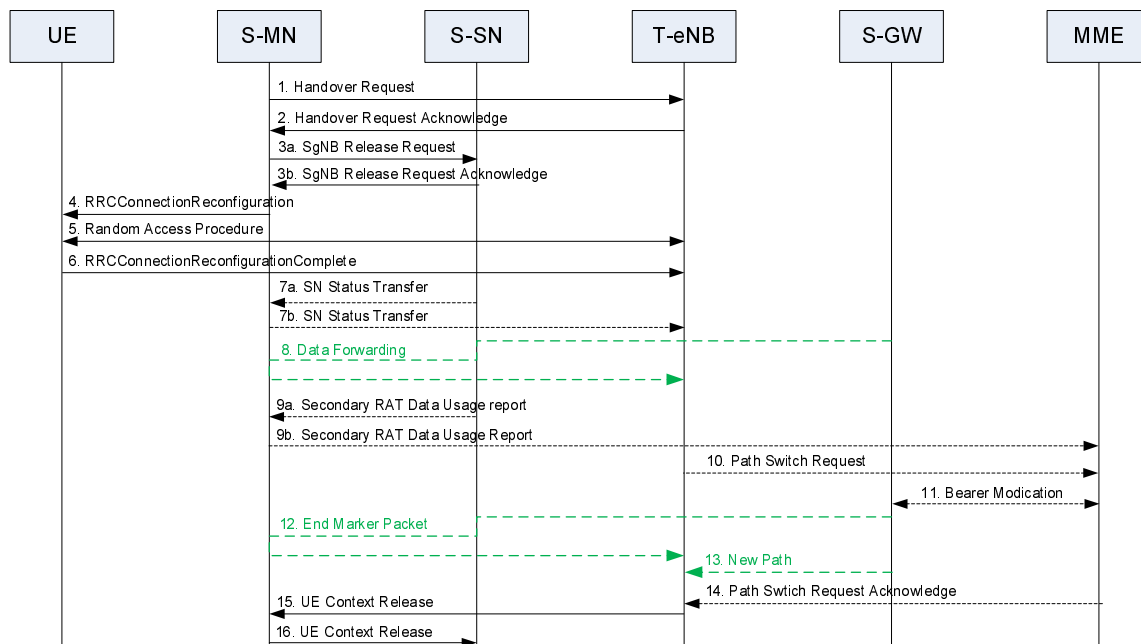 UE
S-MN
S-SN
T-eNB
S-GW
MME
1. Handover Request
2. Handover Request Acknowledge
3a. SgNB Release Request
3b. SgNB Release Request Acknowledge
4. RRCConnectionReconfiguration
5. Random Access Procedure
6. RRCConnectionReconfigurationComplete
7a. SN Status Transfer
7b. SN Status Transfer
8. Data Forwarding
9a. Secondary RAT Data Usage report
9b. Secondary RAT Data Usage Report
10. Path Switch Request
11. Bearer Modication
12. End Marker Packet
13. New Path
14. Path Swtich Request Acknowledge
15. UE Context Release
16. UE Context Release